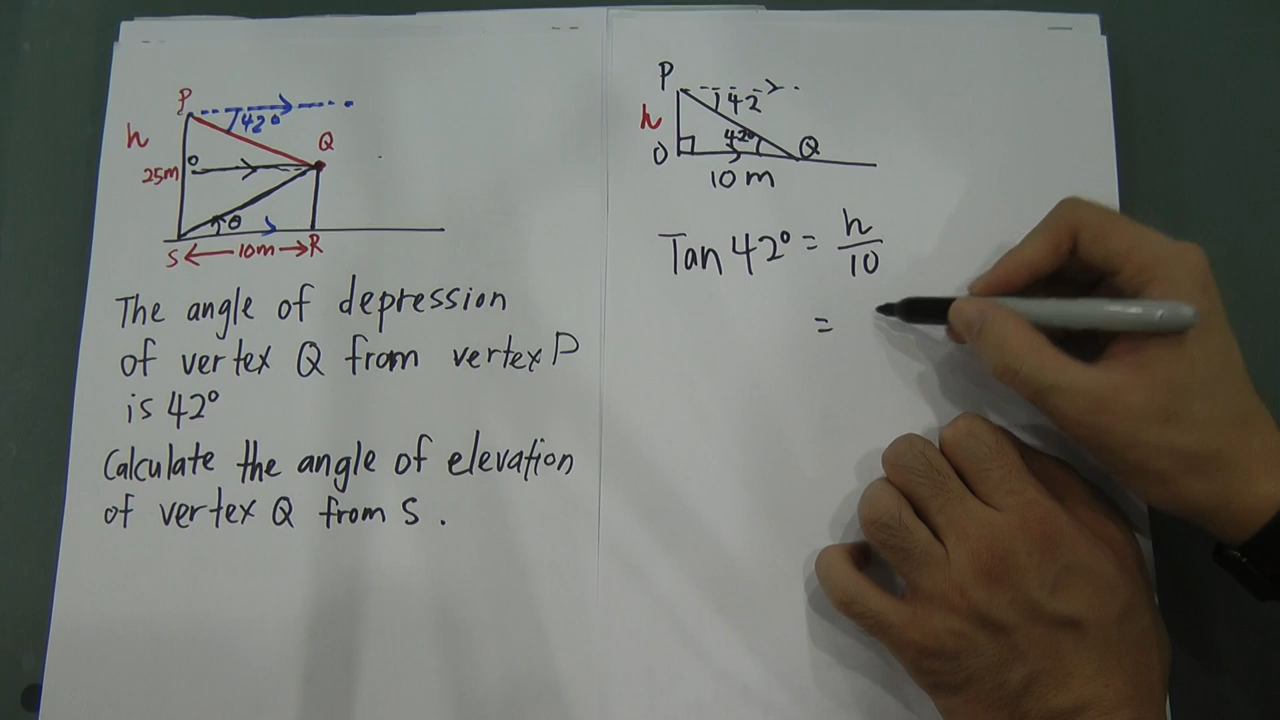 P
42°
h
Q
O
25m
θ
S
10m
R
The angle of depression
of vertex Q from vertex P
is 42°
Calculate the angle of elevation
of vertex Q from S.
P
42
h
42°
O
Q
10 m
Tan 42° = h/10
=